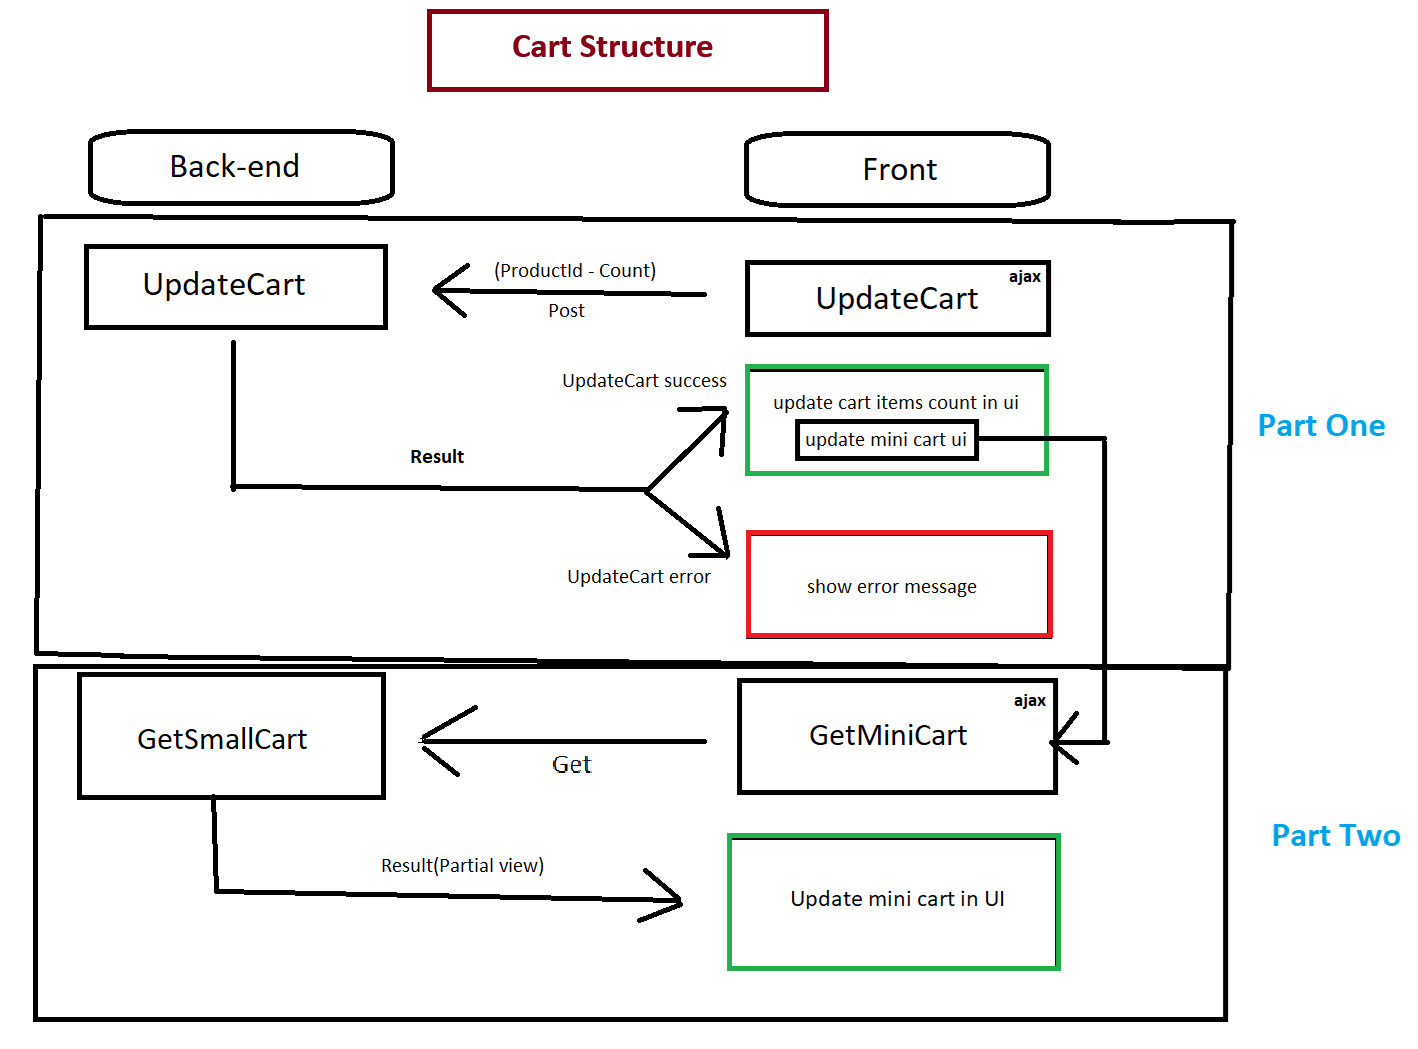 Cart Structure
Back-end
Front
UpdateCart
(ProductId - Count)
Post
ajax
UpdateCart
UpdateCart success
update cart items count in ui
update mini cart ui
Part One
Result
UpdateCart error
show error message
GetSmallCart
Get
ajax
GetMiniCart
Part Two
Result(Partial view)
Update mini cart in UI